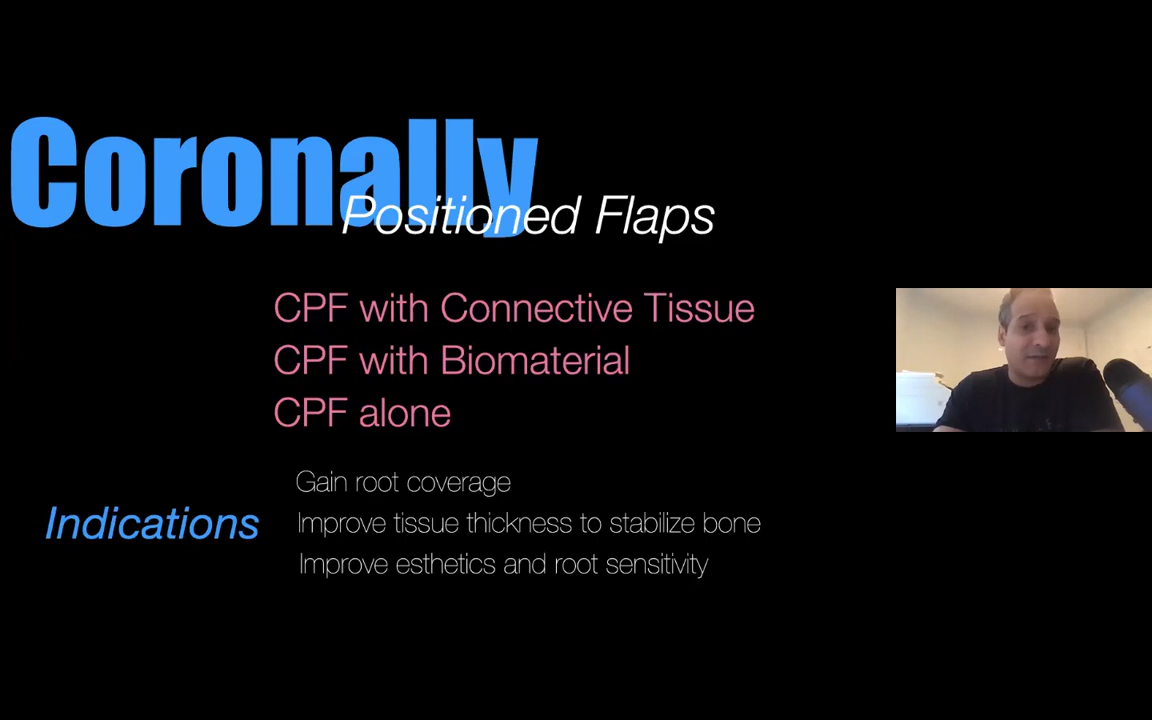 Coronally
Positioned Flaps
CPF with Connective Tissue
CPF with Biomaterial
CPF alone
Indications
Gain root coverage
Improve tissue thickness to stabilize bone
Improve esthetics and root sensitivity